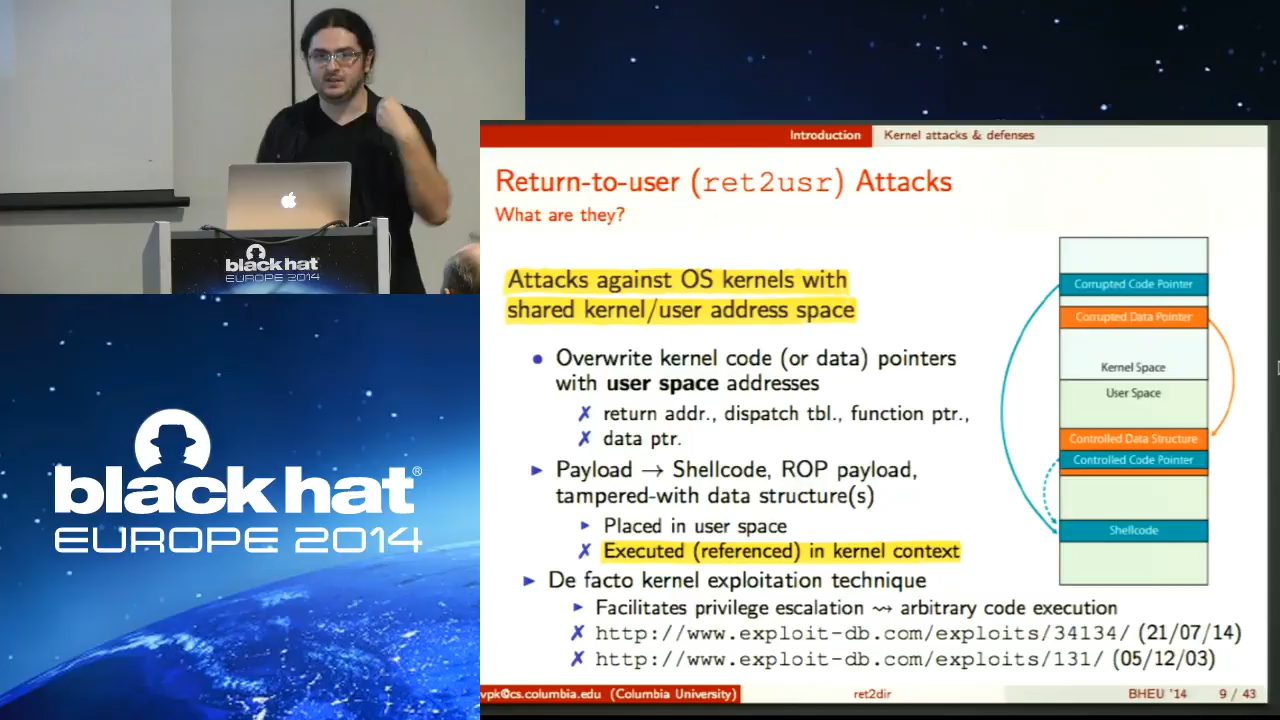 black hat
EUROPE 2014
Introduction
Kernel attacks & defenses
Return-to-user (ret2usr) Attacks
What are they?
Attacks against OS kernels with
shared kernel/user address space
• Overwrite kernel code (or data) pointers
with user space addresses
✗ return addr., dispatch tbl., function ptr.,
✗ data ptr.
► Payload → Shellcode, ROP payload,
tampered-with data structure(s)
► Placed in user space
✗ Executed (referenced) in kernel context
► De facto kernel exploitation technique
► Facilitates privilege escalation ⇝ arbitrary code execution
✗ http://www.exploit-db.com/exploits/34134/ (21/07/14)
✗ http://www.exploit-db.com/exploits/131/ (05/12/03)
Corrupted Code Pointer
Corrupted Data Pointer
Kernel Space
User Space
Controlled Data Structure
Controlled Code Pointer
Shellcode
vpk@cs.columbia.edu (Columbia University)
ret2dir
BHEU '14
9 / 43
black hat®
EUROPE 2014